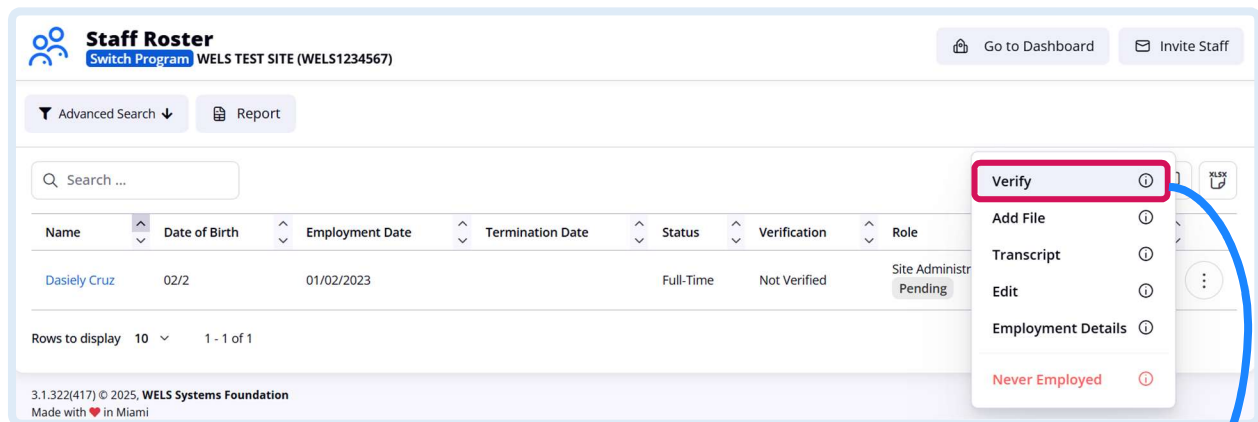 Staff Roster
Switch Program WELS TEST SITE (WELS1234567)
Go to Dashboard
Invite Staff
Advanced Search
Report
Search ...
XLSX
Name Date of Birth Employment Date Termination Date Status Verification Role
Dasiely Cruz 02/2 01/02/2023 Full-Time Not Verified Site Administr
Pending
Verify
Add File
Transcript
Edit
Employment Details
Never Employed
Rows to display 10 1 - 1 of 1
3.1.322(417) © 2025, WELS Systems Foundation
Made with ❤ in Miami